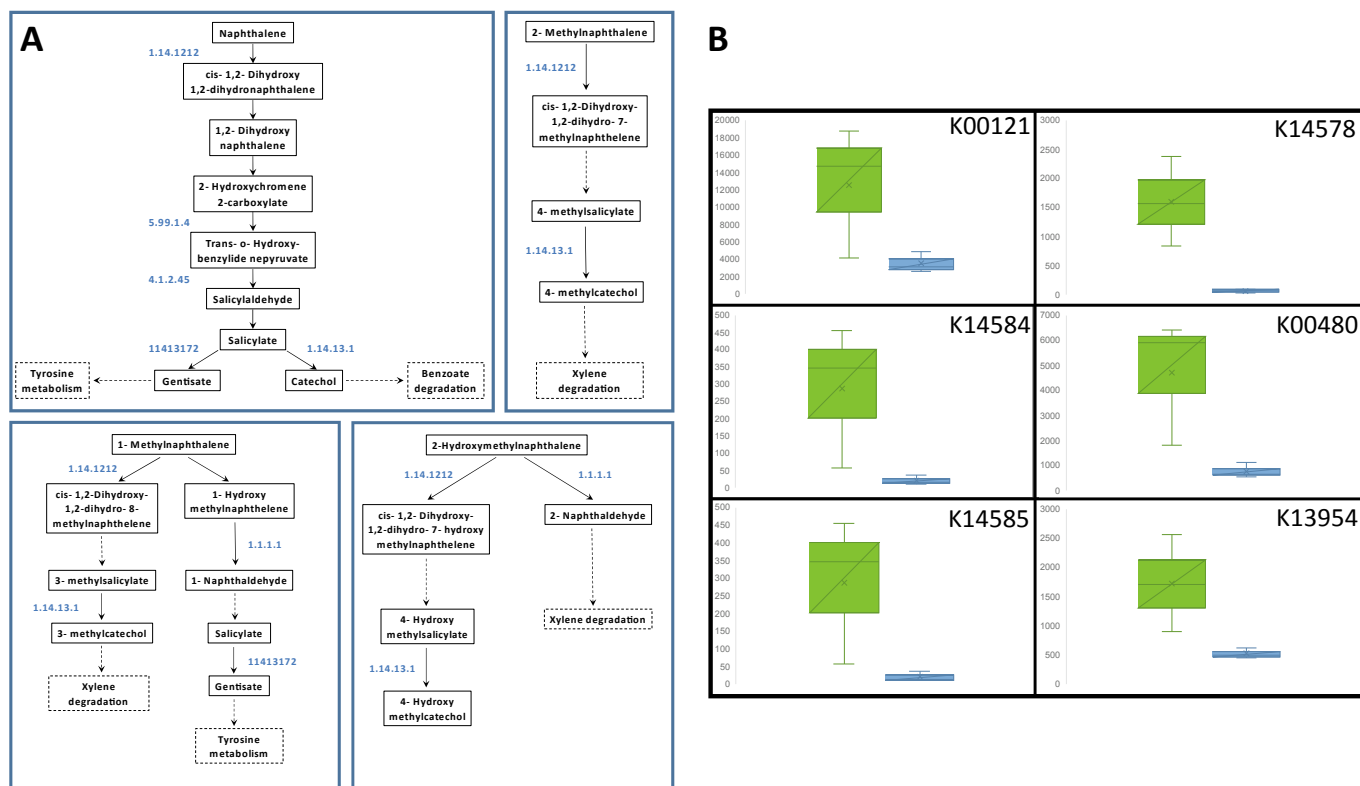 A
Naphthalene
1.14.1212
cis- 1,2- Dihydroxy
1,2-dihydronaphthalene
1,2- Dihydroxy
naphthalene
2- Hydroxychromene
2-carboxylate
5.99.1.4
Trans- o- Hydroxy-
benzylide nepyruvate
4.1.2.45
Salicylaldehyde
Salicylate
11413172
1.14.13.1
Tyrosine
metabolism
Gentisate
Catechol
Benzoate
degradation
2- Methylnaphthalene
1.14.1212
cis- 1,2-Dihydroxy-
1,2-dihydro- 7-
methylnaphthelene
4- methylsalicylate
1.14.13.1
4- methylcatechol
Xylene
degradation
1- Methylnaphthalene
1.14.1212
cis- 1,2-Dihydroxy-
1,2-dihydro- 8-
methylnaphthelene
1- Hydroxy
methylnaphthelene
1.1.1.1
3- methylsalicylate
1- Naphthaldehyde
1.14.13.1
3- methylcatechol
Salicylate
11413172
Xylene
degradation
Gentisate
Tyrosine
metabolism
2-Hydroxymethylnaphthalene
1.14.1212
1.1.1.1
cis- 1,2- Dihydroxy-
1,2-dihydro- 7- hydroxy
methylnaphthelene
2- Naphthaldehyde
4- Hydroxy
methylsalicylate
Xylene degradation
1.14.13.1
4- Hydroxy
methylcatechol
B
K00121
20000
18000
16000
14000
12000
10000
8000
6000
4000
2000
0
K14578
3000
2500
2000
1500
1000
500
0
K14584
500
450
400
350
300
250
200
150
100
50
0
K00480
7000
6000
5000
4000
3000
2000
1000
0
K14585
500
450
400
350
300
250
200
150
100
50
0
K13954
3000
2500
2000
1500
1000
500
0